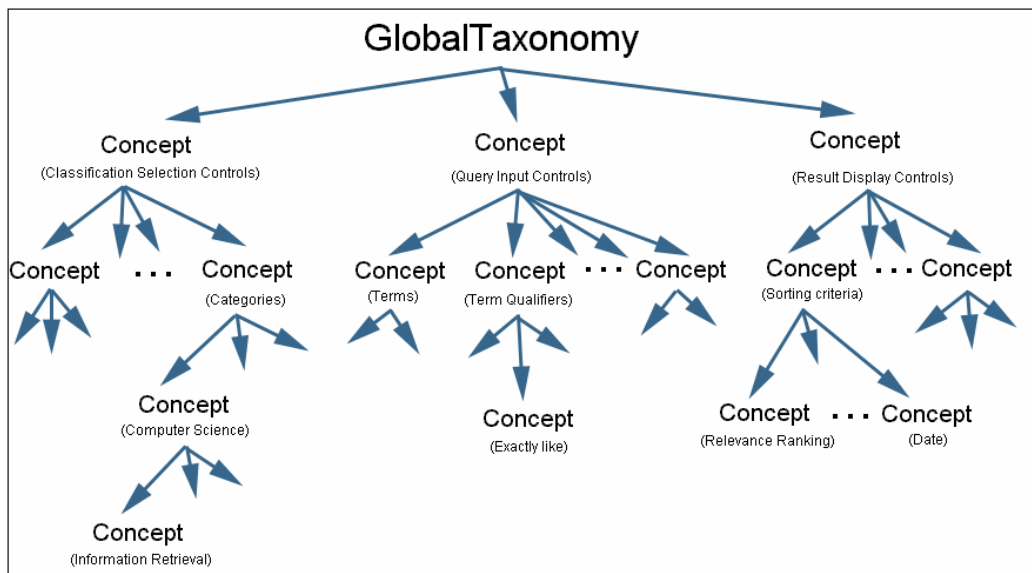 GlobalTaxonomy
Concept Concept Concept
(Classification Selection Controls) (Query Input Controls) (Result Display Controls)
Concept ... Concept Concept Concept ... Concept Concept ... Concept
(Categories) (Terms) (Term Qualifiers) (Sorting criteria)
Concept Concept Concept ... Concept
(Computer Science) (Exactly like) (Relevance Ranking) (Date)
Concept
(Information Retrieval)